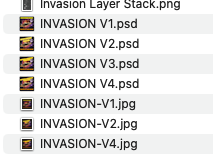 Invasion Layer Stack.png
INVASION V1.psd
INVASION V2.psd
INVASION V3.psd
INVASION V4.psd
INVASION-V1.jpg
INVASION-V2.jpg
INVASION-V4.jpg